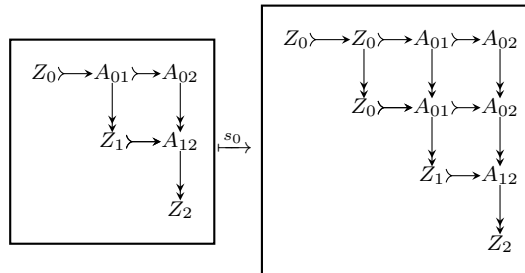 Z₀ A₀₁ A₀₂
Z₁ A₁₂
Z₂
s₀
Z₀ Z₀ A₀₁ A₀₂
Z₀ A₀₁ A₀₂
Z₁ A₁₂
Z₂